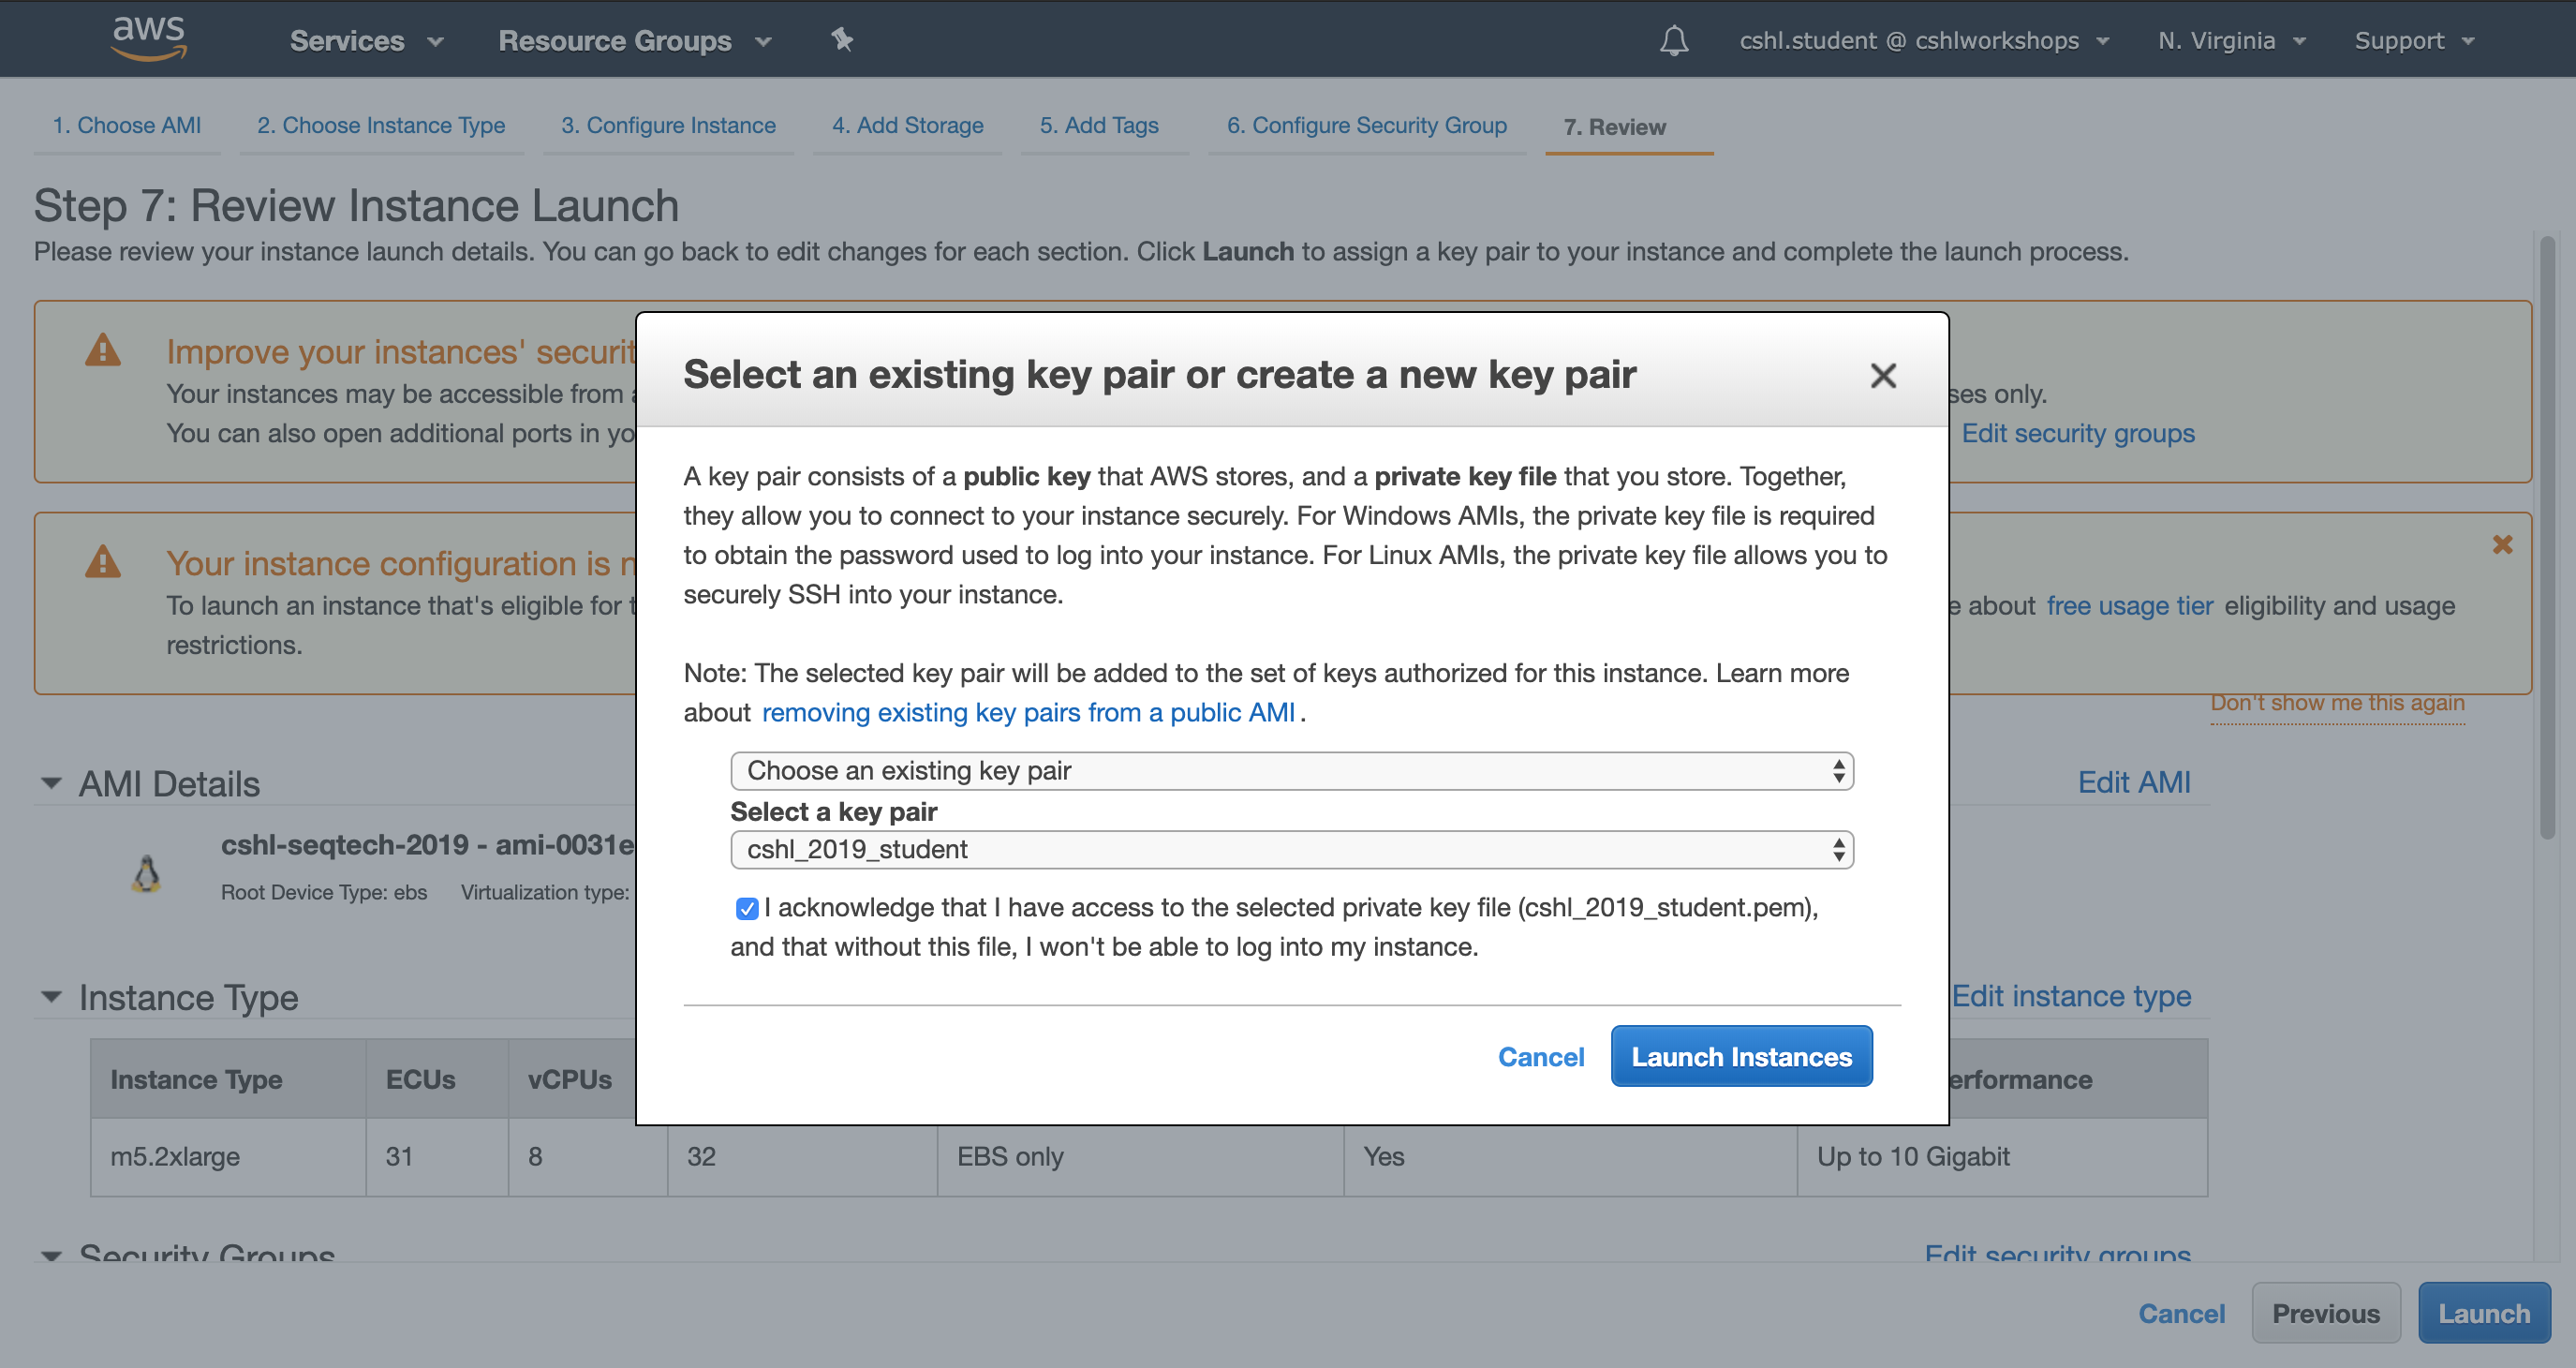 aws Services Resource Groups cshl.student @ cshlworkshops N. Virginia Support
1. Choose AMI 2. Choose Instance Type 3. Configure Instance 4. Add Storage 5. Add Tags 6. Configure Security Group 7. Review
Step 7: Review Instance Launch
Please review your instance launch details. You can go back to edit changes for each section. Click Launch to assign a key pair to your instance and complete the launch process.
Improve your instances'
Your instances may be accessible from
ses only.
You can also open additional ports in
Edit security groups
Your instance configuration is
To launch an instance that's eligible for
about free usage tier eligibility and usage
restrictions.
Don't show me this again
Select an existing key pair or create a new key pair
A key pair consists of a public key that AWS stores, and a private key file that you store. Together,
they allow you to connect to your instance securely. For Windows AMIs, the private key file is required
to obtain the password used to log into your instance. For Linux AMIs, the private key file allows you to
securely SSH into your instance.
Note: The selected key pair will be added to the set of keys authorized for this instance. Learn more
about removing existing key pairs from a public AMI.
Choose an existing key pair
Select a key pair
cshl_2019_student
I acknowledge that I have access to the selected private key file (cshl_2019_student.pem),
and that without this file, I won't be able to log into my instance.
Cancel Launch Instances
AMI Details
Edit AMI
cshl-seqtech-2019 - ami-0031e
Root Device Type: ebs Virtualization type:
Instance Type
Edit instance type
Instance Type ECUs vCPUs erformance
m5.2xlarge 31 8 32 EBS only Yes Up to 10 Gigabit
Security Groups
Edit security groups
Cancel Previous Launch